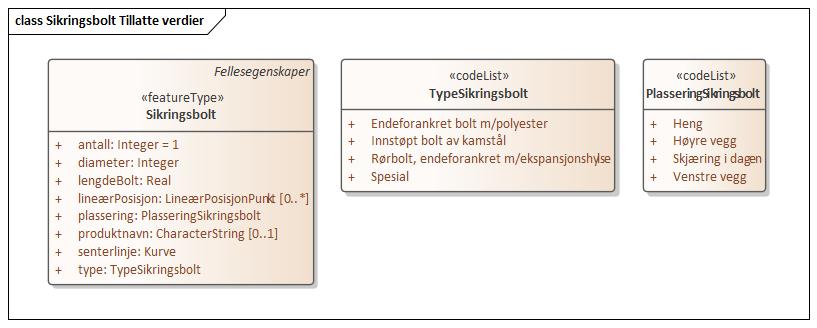 class Sikringsbolt Tillatte verdier
Fellesegenskaper
«featureType»
Sikringsbolt
+ antall: Integer = 1
+ diameter: Integer
+ lengdeBolt: Real
+ lineærPosisjon: LineærPosisjonPunkt [0..*]
+ plassering: PlasseringSikringsbolt
+ produktnavn: CharacterString [0..1]
+ senterlinje: Kurve
+ type: TypeSikringsbolt
«codeList»
TypeSikringsbolt
+ Endeforankret bolt m/polyester
+ Innstøpt bolt av kamstål
+ Rørbolt, endeforankret m/ekspansjonshylse
+ Spesial
«codeList»
PlasseringSikringsbolt
+ Heng
+ Høyre vegg
+ Skjæring i dagen
+ Venstre vegg